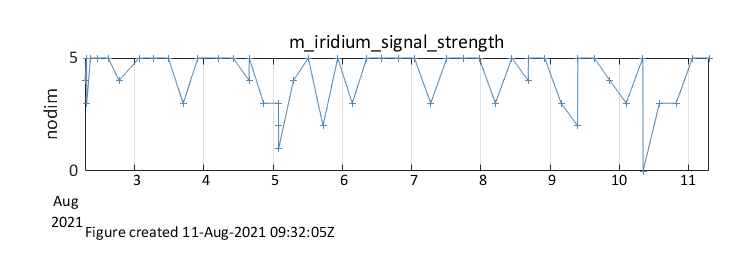 m_iridium_signal_strength
5
nodim
0
3 4 5 6 7 8 9 10 11
Aug
2021
Figure created 11-Aug-2021 09:32:05Z